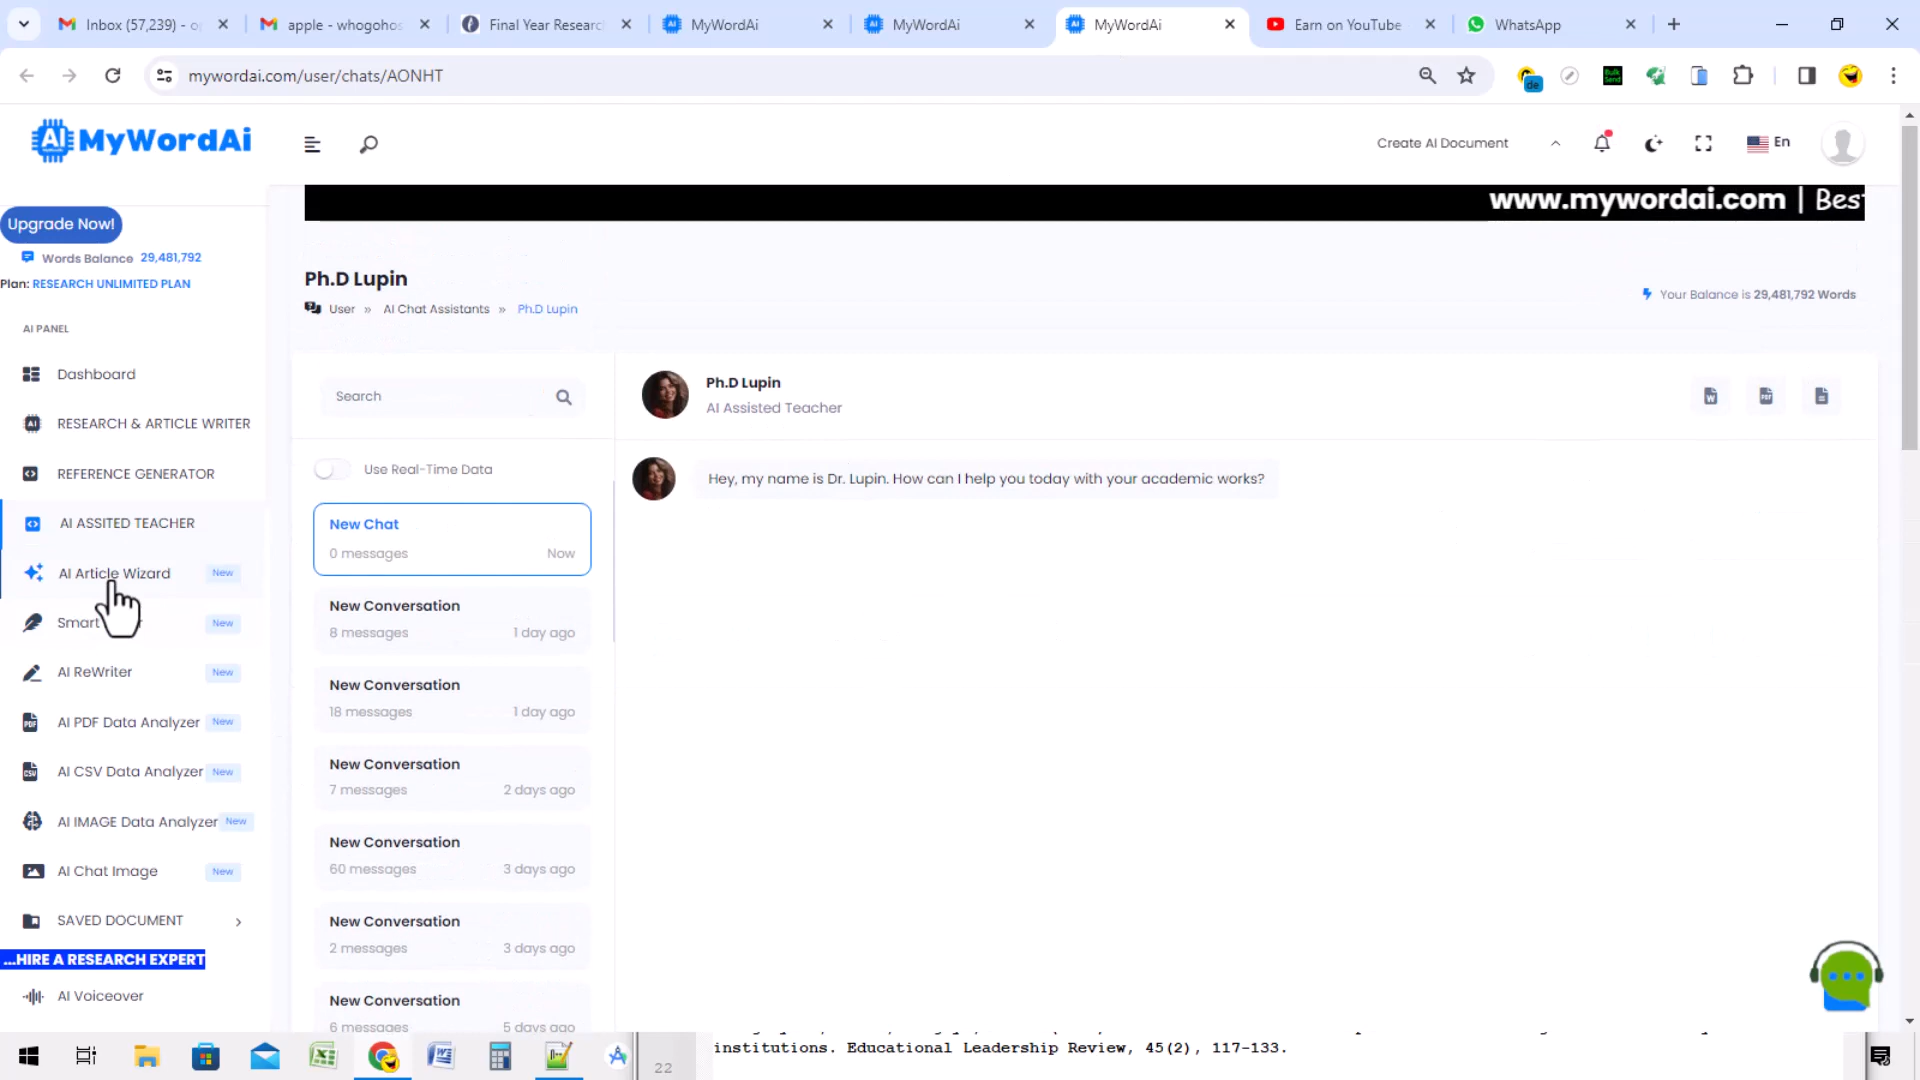 Inbox (57,239) - o
apple - whogohos
Final Year Researc
MyWordAi
MyWordAi
MyWordAi
Earn on YouTube
WhatsApp
mywordai.com/user/chats/AONHT
de
Bulk Send
AI MyWordAi
Create AI Document
En
www.mywordai.com | Bes
Upgrade Now!
Words Balance 29,481,792
Plan: RESEARCH UNLIMITED PLAN
AI PANEL
Dashboard
RESEARCH & ARTICLE WRITER
REFERENCE GENERATOR
AI ASSITED TEACHER
AI Article Wizard New
Smart New
AI ReWriter New
AI PDF Data Analyzer New
AI CSV Data Analyzer New
AI IMAGE Data Analyzer New
AI Chat Image New
SAVED DOCUMENT
...HIRE A RESEARCH EXPERT
AI Voiceover
Ph.D Lupin
User » AI Chat Assistants » Ph.D Lupin
Your Balance is 29,481,792 Words
Search
Use Real-Time Data
New Chat
0 messages Now
New Conversation
8 messages 1 day ago
New Conversation
18 messages 1 day ago
New Conversation
7 messages 2 days ago
New Conversation
60 messages 3 days ago
New Conversation
2 messages 3 days ago
New Conversation
6 messages 5 days ago
Ph.D Lupin
AI Assisted Teacher
Hey, my name is Dr. Lupin. How can I help you today with your academic works?
institutions. Educational Leadership Review, 45(2), 117-133.
22